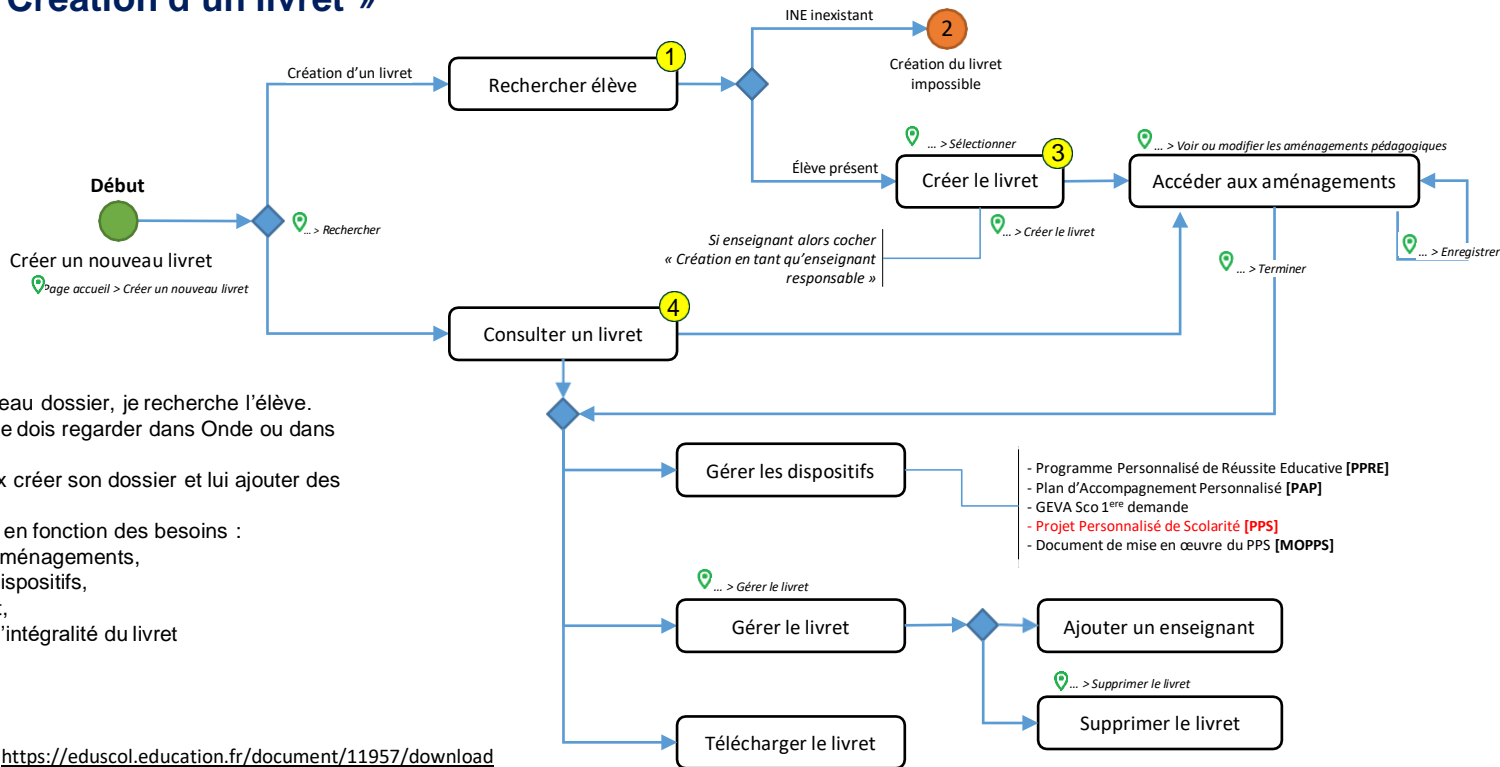 Création d'un livret »
INE inexistant
2
Création du livret
impossible
1
Création d'un livret
Rechercher élève
... > Sélectionner
3
... > Voir ou modifier les aménagements pédagogiques
Élève présent
Créer le livret
Accéder aux aménagements
Début
... > Rechercher
... > Créer le livret
Si enseignant alors cocher
« Création en tant qu'enseignant
responsable »
... > Enregistrer
... > Terminer
Créer un nouveau livret
Page accueil > Créer un nouveau livret
4
Consulter un livret
eau dossier, je recherche l'élève.
e dois regarder dans Onde ou dans
x créer son dossier et lui ajouter des
en fonction des besoins :
ménagements,
ispositifs,
t,
l'intégralité du livret
Gérer les dispositifs
- Programme Personnalisé de Réussite Educative [PPRE]
- Plan d'Accompagnement Personnalisé [PAP]
- GEVA Sco 1ere demande
- Projet Personnalisé de Scolarité [PPS]
- Document de mise en œuvre du PPS [MOPPS]
... > Gérer le livret
Gérer le livret
Ajouter un enseignant
... > Supprimer le livret
Supprimer le livret
Télécharger le livret
https://eduscol.education.fr/document/11957/download